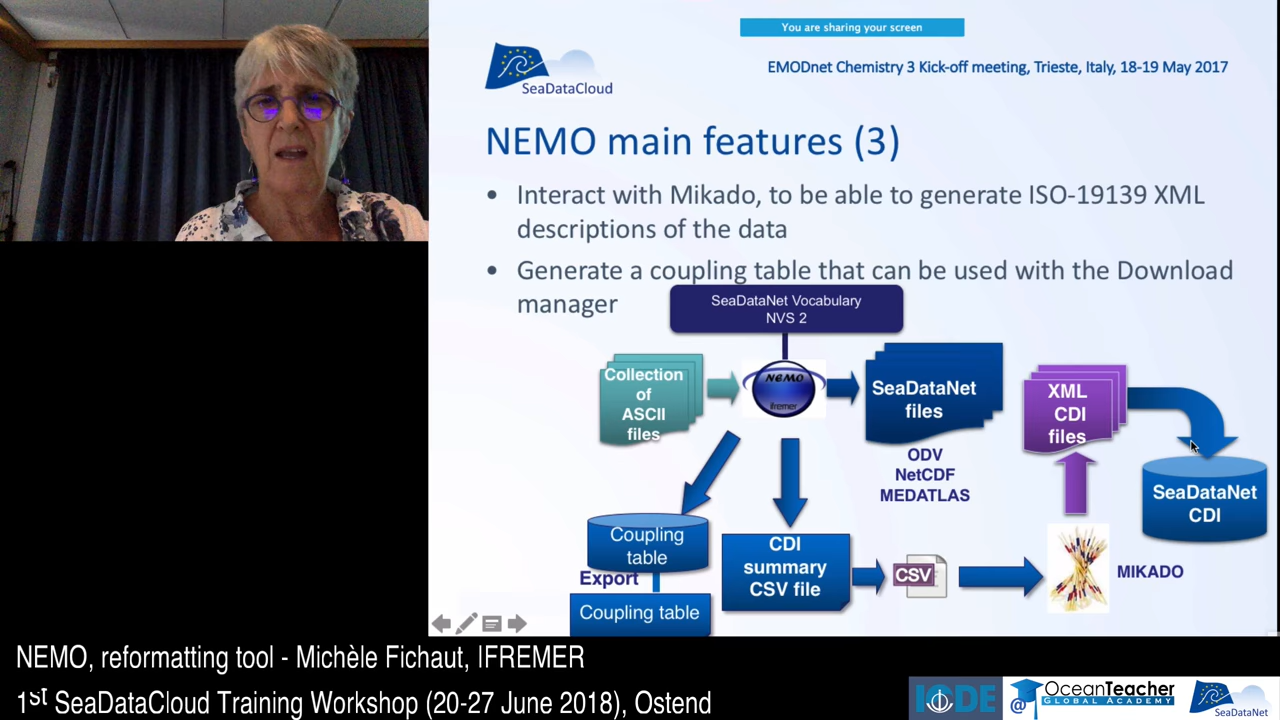 You are sharing your screen
SeaDataCloud
EMODnet Chemistry 3 Kick-off meeting, Trieste, Italy, 18-19 May 2017
NEMO main features (3)
• Interact with Mikado, to be able to generate ISO-19139 XML
descriptions of the data
• Generate a coupling table that can be used with the Download
manager
SeaDataNet Vocabulary
NVS 2
Collection
of
ASCII
files
NEMO
ifremer
SeaDataNet
files
ODV
NetCDF
MEDATLAS
XML
CDI
files
SeaDataNet
CDI
Coupling
table
Export
Coupling table
CDI
summary
CSV file
CSV
MIKADO
NEMO, reformatting tool - Michèle Fichaut, IFREMER
1st SeaDataCloud Training Workshop (20-27 June 2018), Ostend
IODE
OceanTeacher
GLOBAL ACADEMY
SeaDataNet